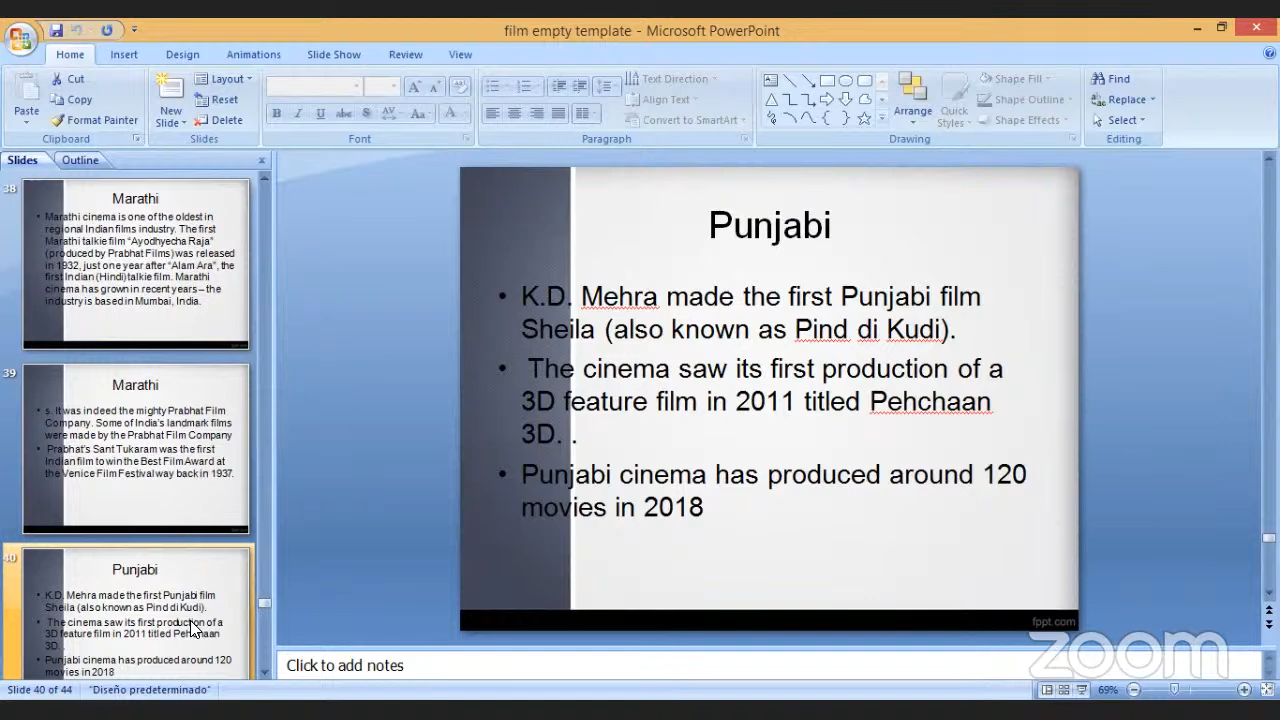 film empty template - Microsoft PowerPoint
Home Insert Design Animations Slide Show Review View
Cut
Copy
Format Painter
Paste
Clipboard
New Slide
Layout
Reset
Delete
Slides
Font
Text Direction
Align Text
Convert to SmartArt
Paragraph
Arrange
Quick Styles
Shape Fill
Shape Outline
Shape Effects
Drawing
Find
Replace
Select
Editing
Slides Outline
38
Marathi
• Marathi cinema is one of the oldest in
regional Indian films industry. The first
Marathi talkie film “Ayodhyecha Raja”
(produced by Prabhat Films) was released
in 1932, just one year after “Alam Ara”, the
first Indian (Hindi) talkie film. Marathi
cinema has grown in recent years – the
industry is based in Mumbai, India.
39
Marathi
• s. It was indeed the mighty Prabhat Film
Company. Some of India's landmark films
were made by the Prabhat Film Company
• Prabhat's Sant Tukaram was the first
Indian film to win the Best Film Award at
the Venice Film Festival way back in 1937.
40
Punjabi
• K.D. Mehra made the first Punjabi film
Sheila (also known as Pind di Kudi).
• The cinema saw its first production of a
3D feature film in 2011 titled Pehchaan
3D. .
• Punjabi cinema has produced around 120
movies in 2018
Punjabi
• K.D. Mehra made the first Punjabi film
Sheila (also known as Pind di Kudi).
• The cinema saw its first production of a
3D feature film in 2011 titled Pehchaan
3D. .
• Punjabi cinema has produced around 120
movies in 2018
fppt.com
Click to add notes
zoom
Slide 40 of 44 "Diseño predeterminado" 69%